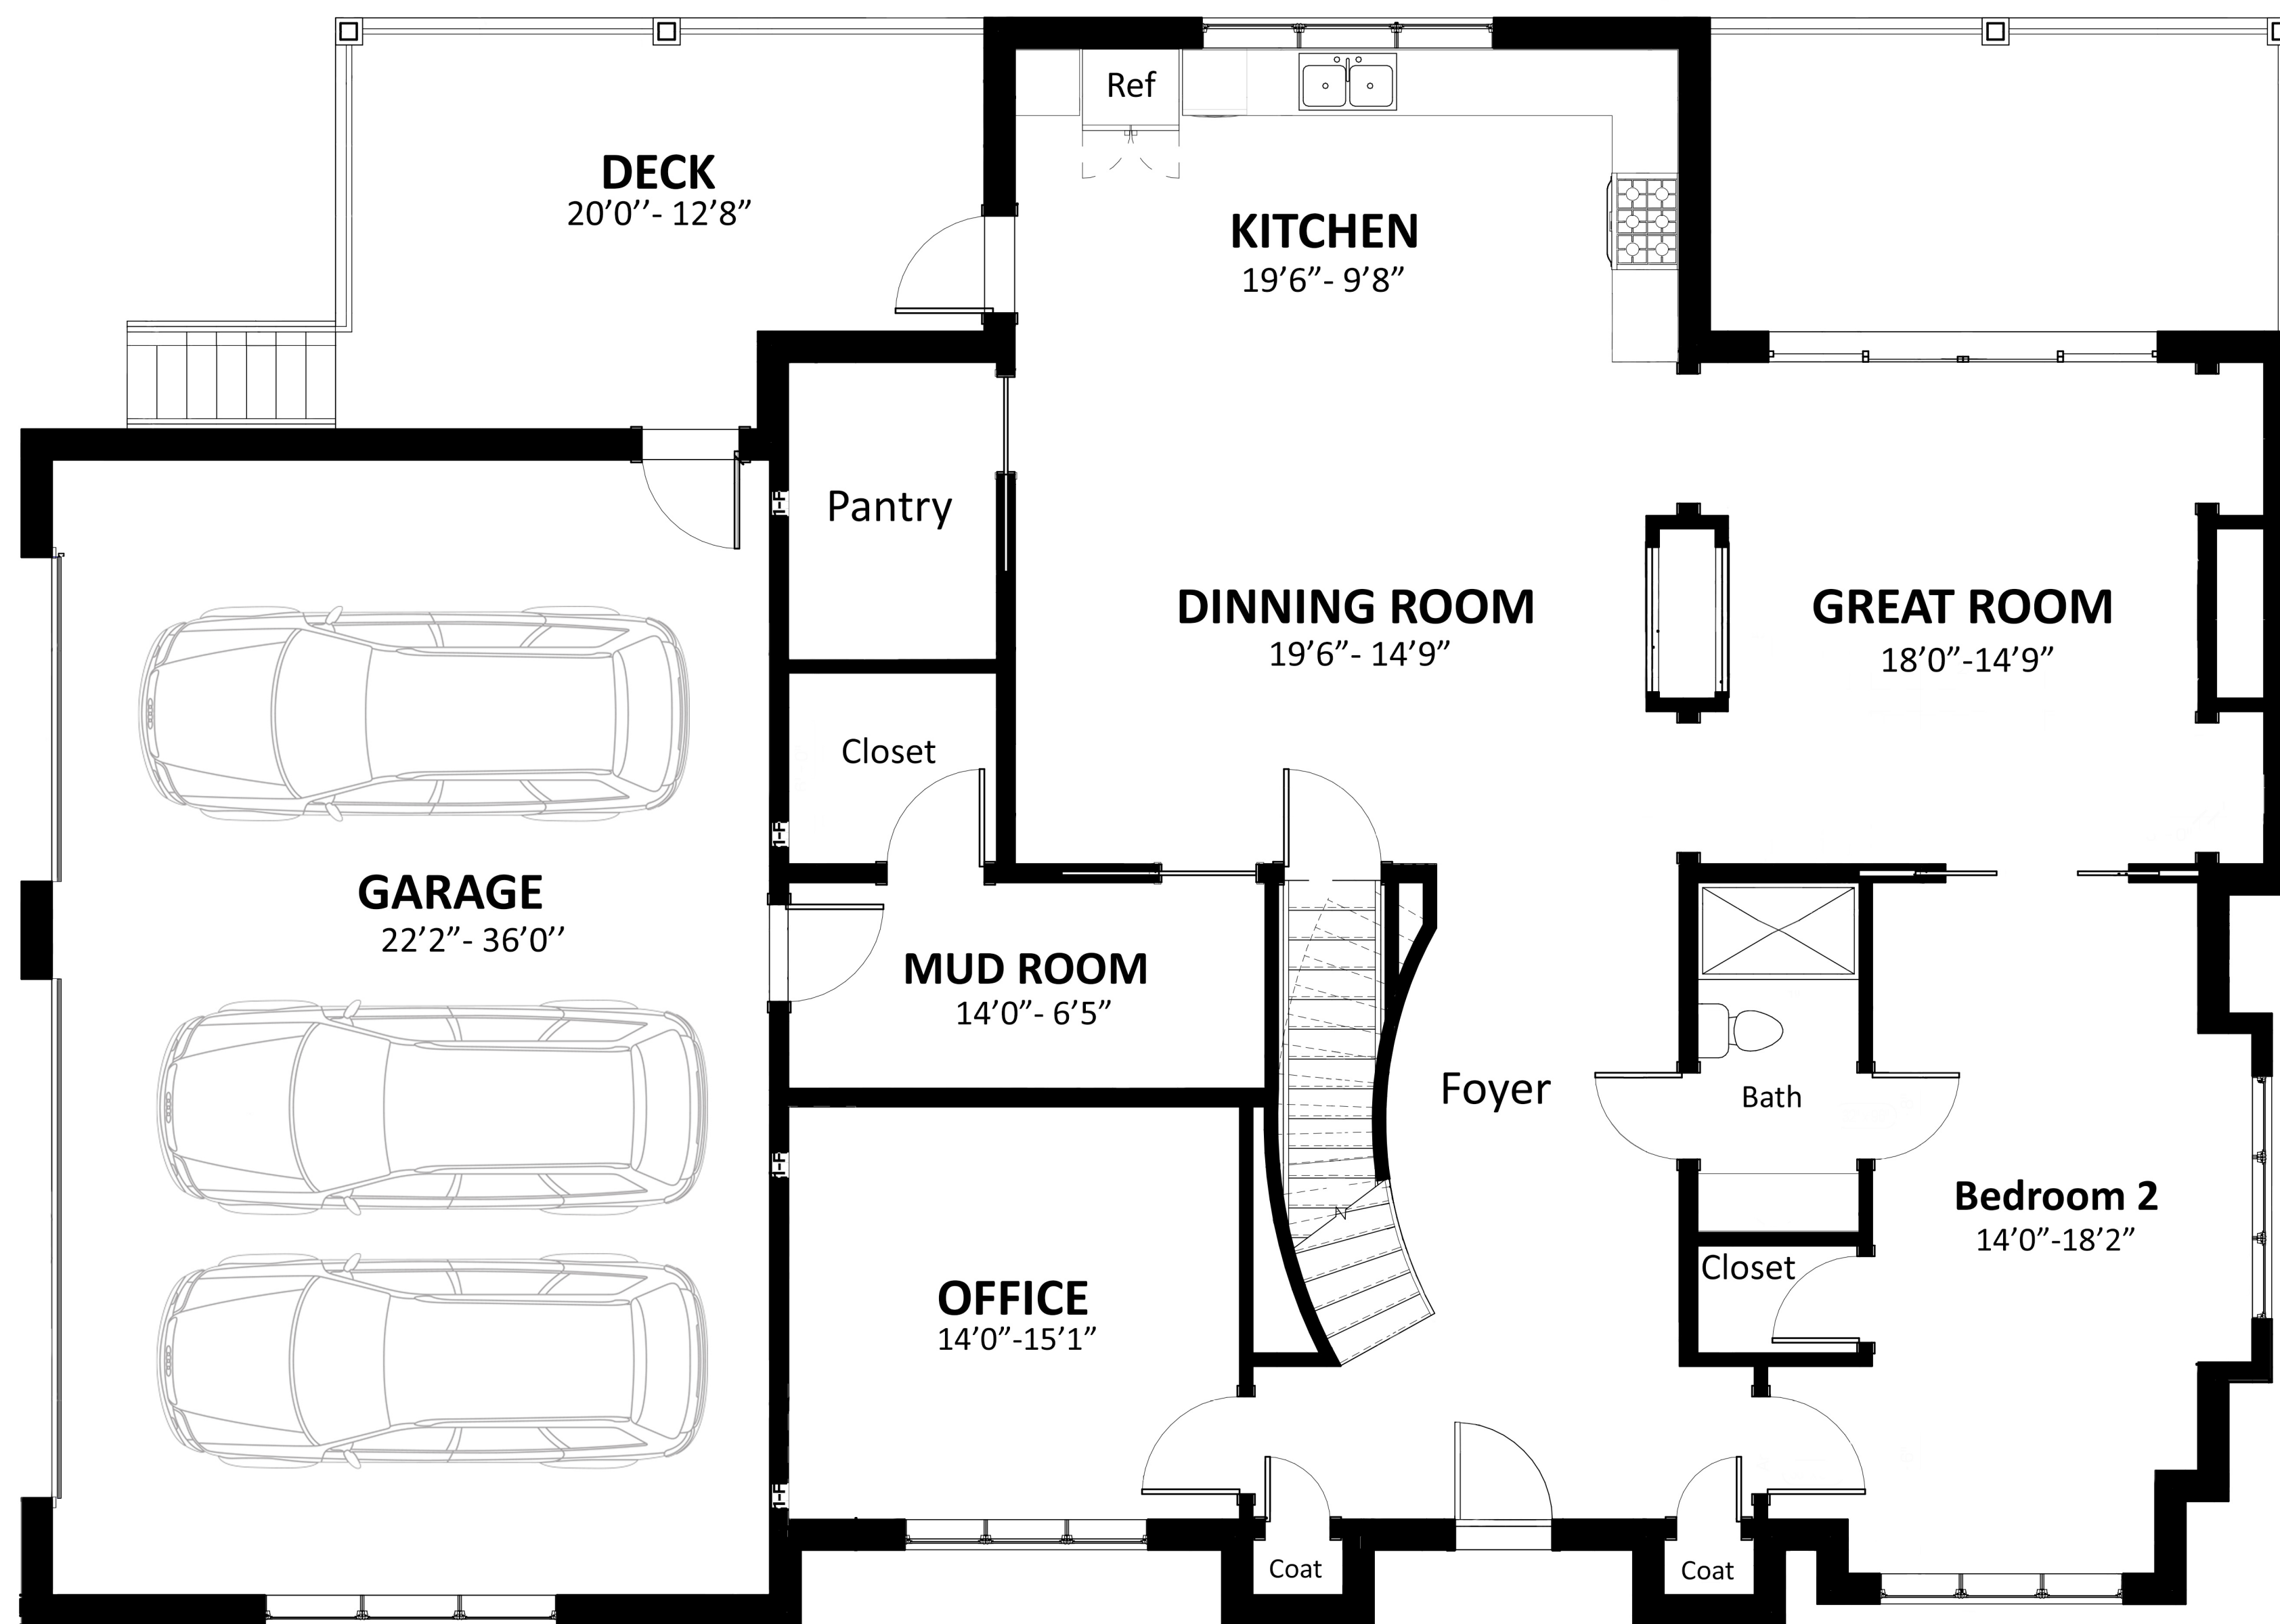 Ref
DECK
20’0’’- 12’8”
KITCHEN
19’6”- 9’8”
Pantry
DINNING ROOM
19’6”- 14’9”
GREAT ROOM
18’0”-14’9”
Closet
GARAGE
22’2”- 36’0’’
MUD ROOM
14’0”- 6’5”
Foyer
Bath
Bedroom 2
14’0”-18’2”
Closet
OFFICE
14’0”-15’1”
Coat
Coat